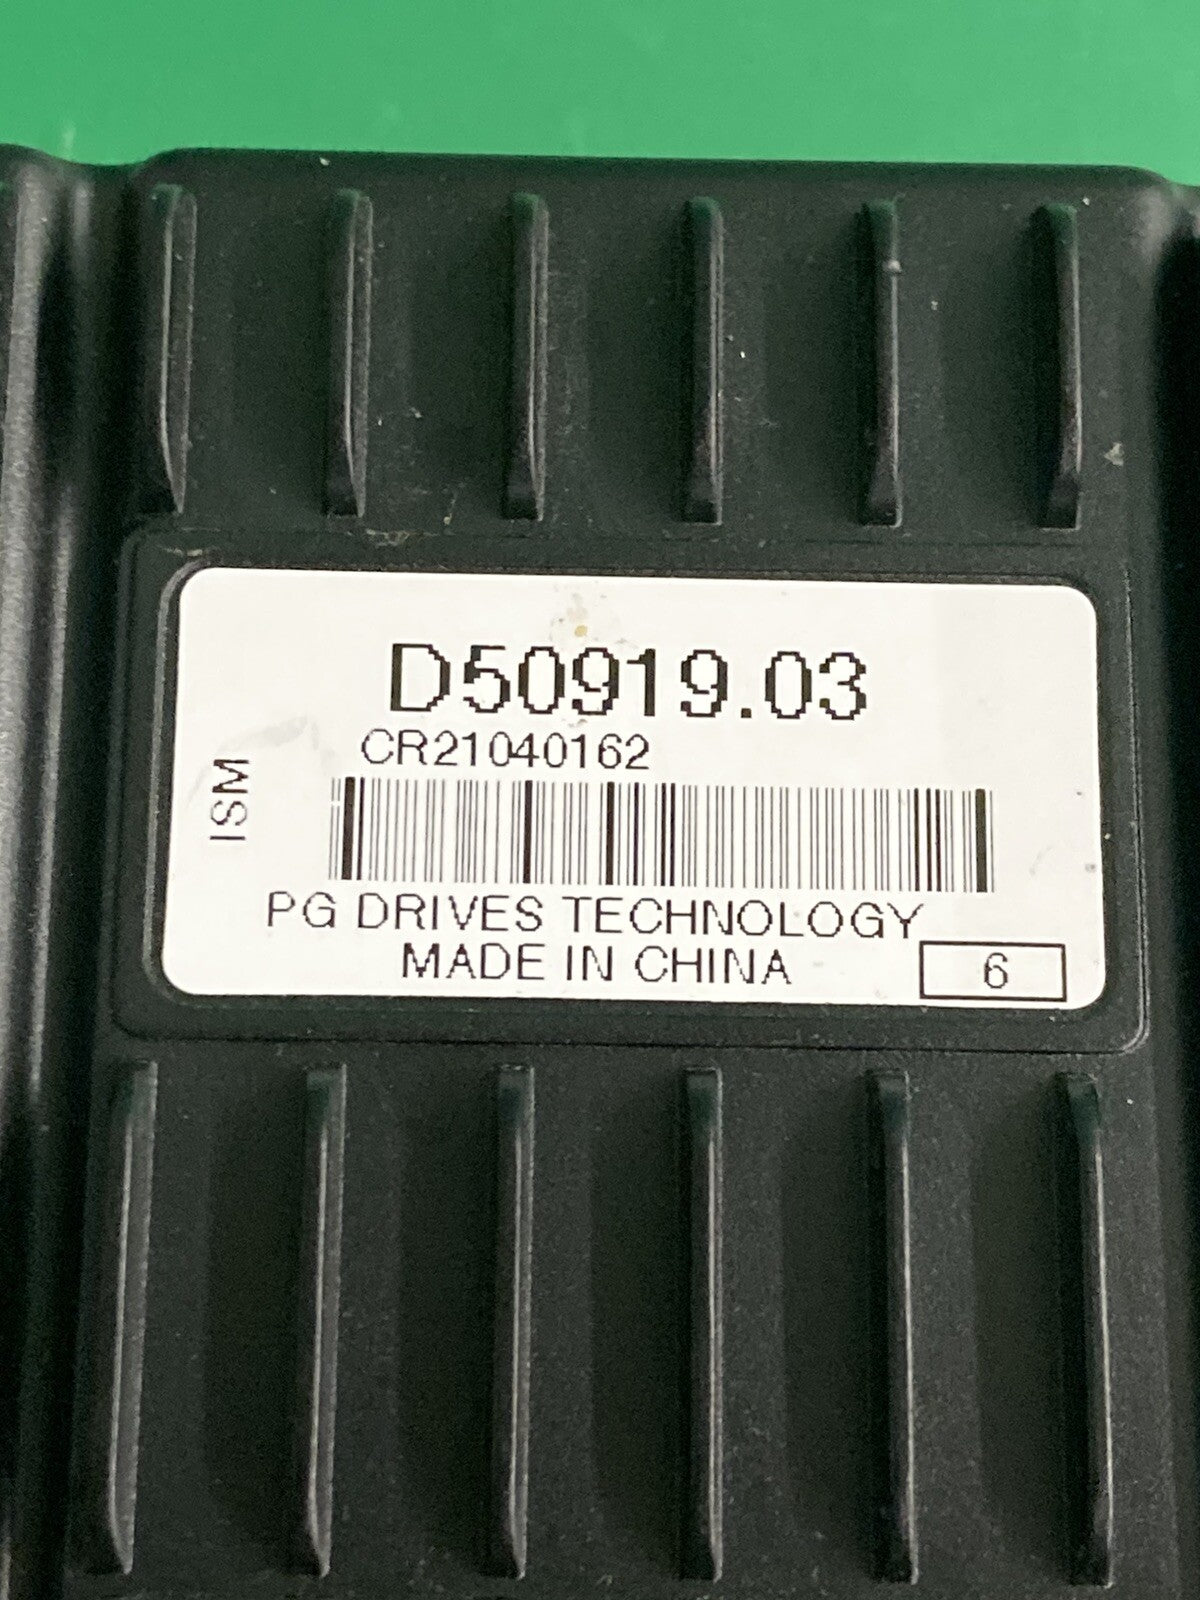 D50919.03
CR21040162
ISM
PG DRIVES TECHNOLOGY
MADE IN CHINA
6